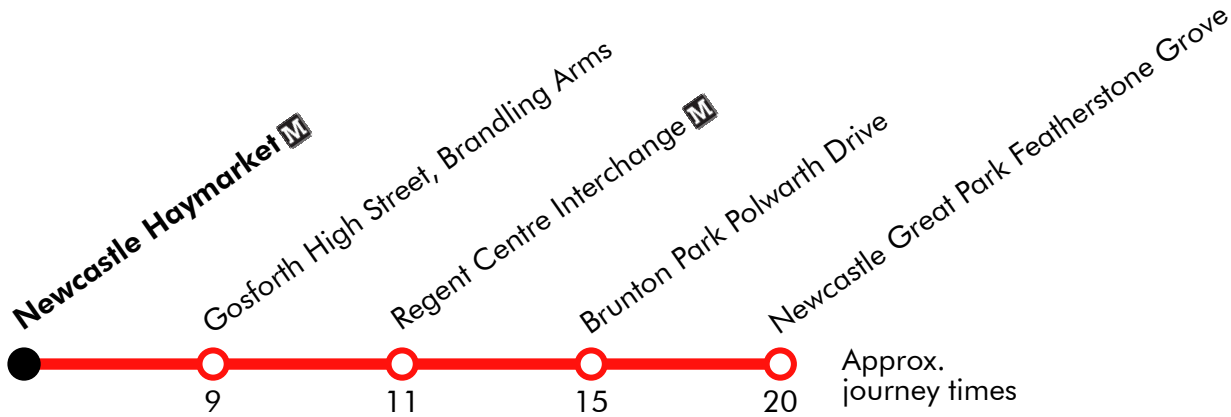 Newcastle Haymarket M
Gosforth High Street, Brandling Arms
Regent Centre Interchange M
Brunton Park Polwarth Drive
Newcastle Great Park Featherstone Grove
9
11
15
20
Approx.
journey times